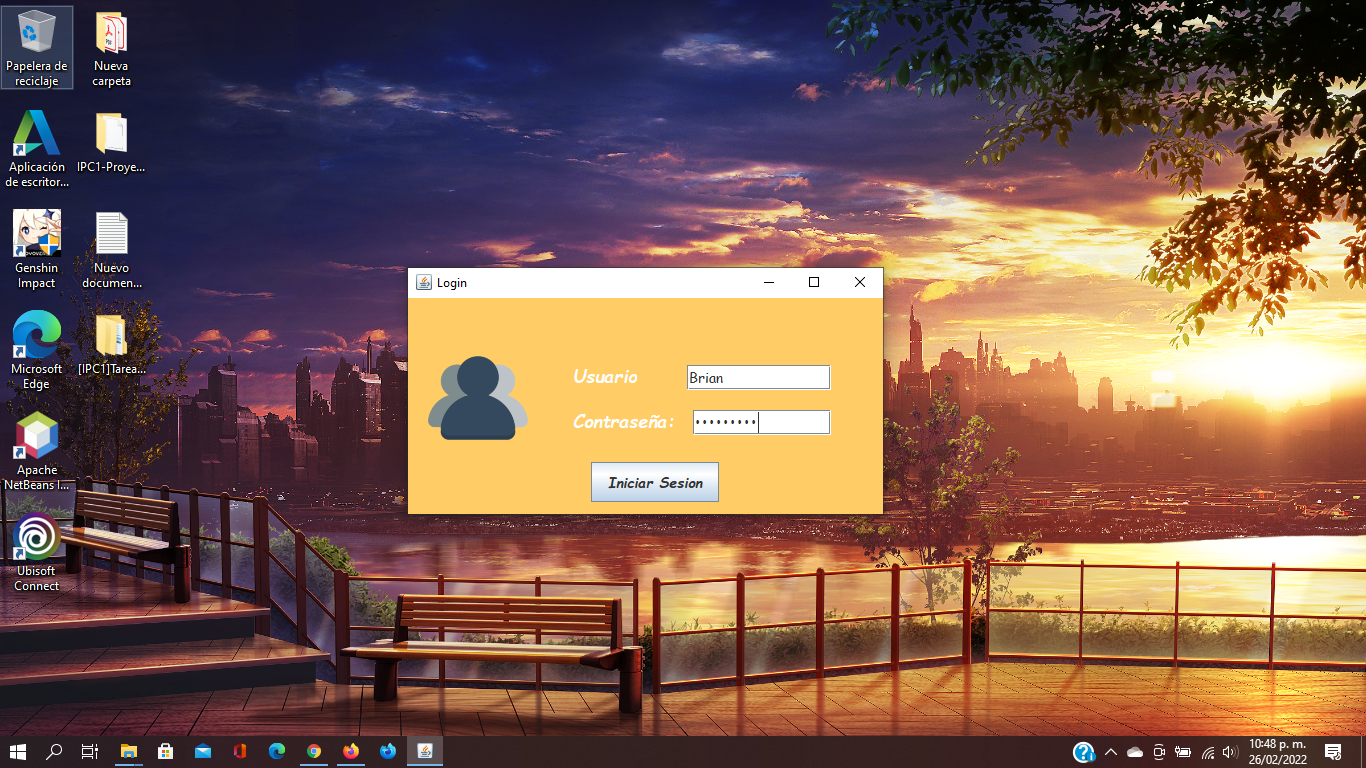 Papelera de
reciclaje
Nueva
carpeta
Aplicación
de escritor...
IPC1-Proye...
Genshin
Impact
Nuevo
documen...
Microsoft
Edge
[IPC1]Tarea...
Apache
NetBeans I...
Ubisoft
Connect
Login
Usuario
Brian
Contraseña:
•••••••••
Iniciar Sesion
10:48 p. m.
26/02/2022